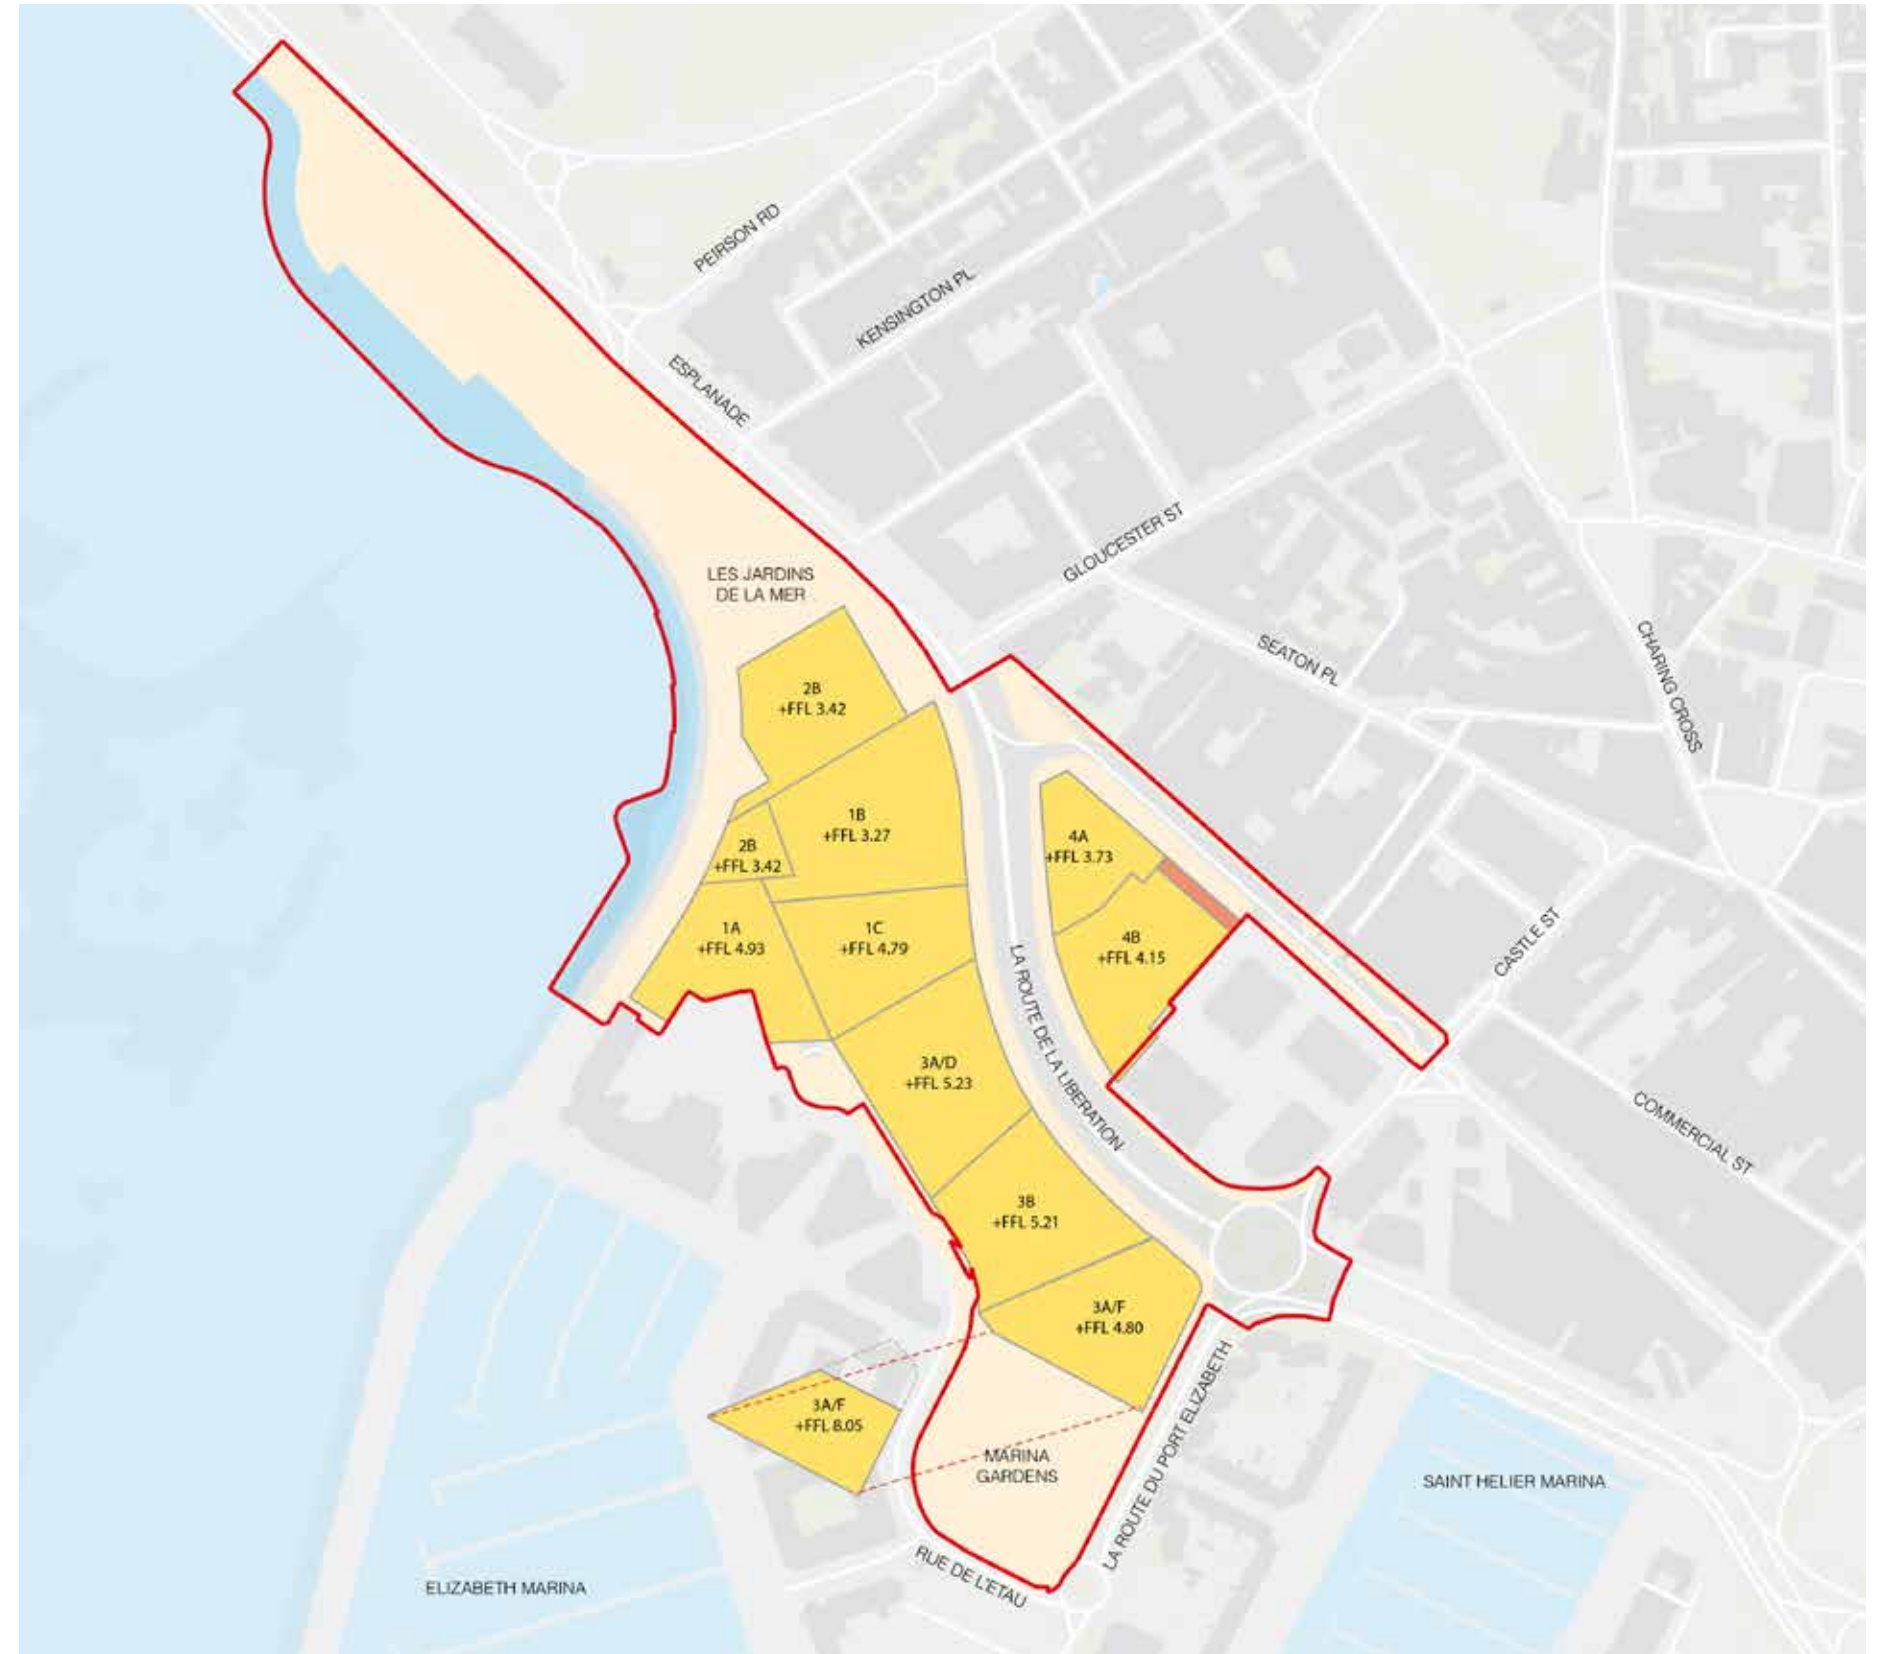 PEIRSON RD
KENSINGTON PL
ESPLANADE
GLOUCESTER ST
LES JARDINS
DE LA MER
SEATON PL
CHARING CROSS
2B
+FFL 3.42
1B
+FFL 3.27
2B
+FFL 3.42
4A
+FFL 3.73
1A
+FFL 4.93
1C
+FFL 4.79
4B
+FFL 4.15
CASTLE ST
LA ROUTE DE LA LIBERATION
3A/D
+FFL 5.23
COMMERCIAL ST
3B
+FFL 5.21
3A/F
+FFL 4.80
3A/F
+FFL 8.05
MARINA
GARDENS
LA ROUTE DU PORT ELIZABETH
SAINT HELIER MARINA
RUE DE L'ETAU
ELIZABETH MARINA